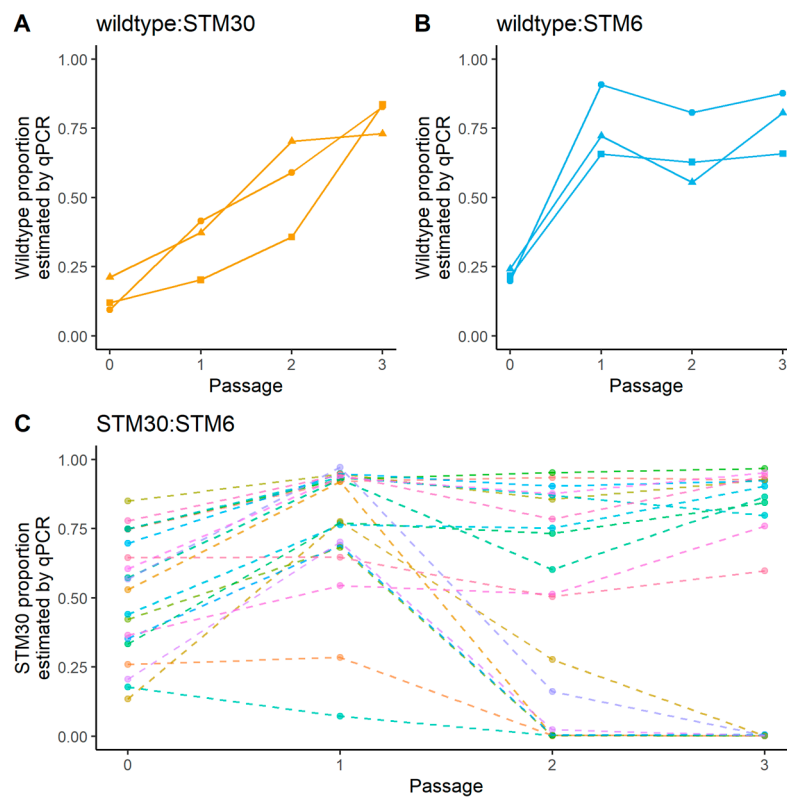 A wildtype:STM30
Wildtype proportion
estimated by qPCR
1.00
0.75
0.50
0.25
0.00
0 1 2 3
Passage
B wildtype:STM6
Wildtype proportion
estimated by qPCR
1.00
0.75
0.50
0.25
0.00
0 1 2 3
Passage
C STM30:STM6
STM30 proportion
estimated by qPCR
1.00
0.75
0.50
0.25
0.00
0 1 2 3
Passage